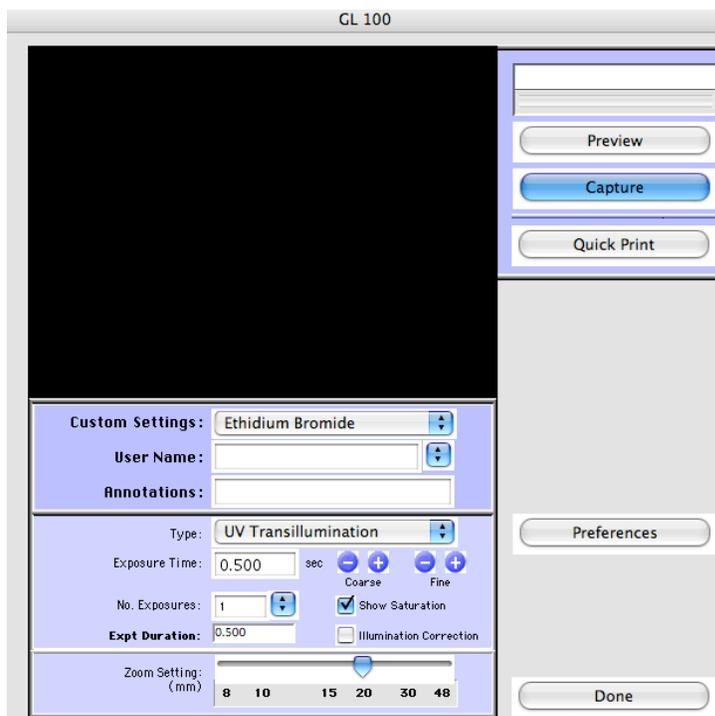 GL 100
Preview
Capture
Quick Print
Custom Settings: Ethidium Bromide
User Name:
Annotations:
Type: UV Transillumination
Exposure Time: 0.500 sec
Coarse Fine
No. Exposures: 1 Show Saturation
Expt Duration: 0.500 Illumination Correction
Zoom Setting:
(mm)
8 10 15 20 30 48
Preferences
Done